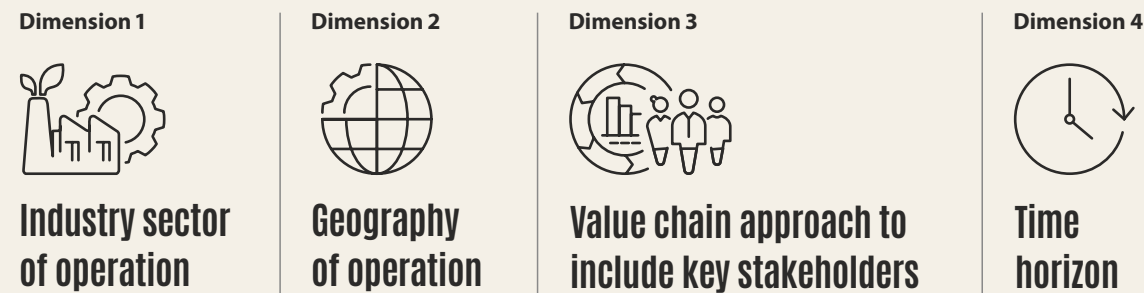 Dimension 1
Industry sector
of operation
Dimension 2
Geography
of operation
Dimension 3
Value chain approach to
include key stakeholders
Dimension 4
Time
horizon